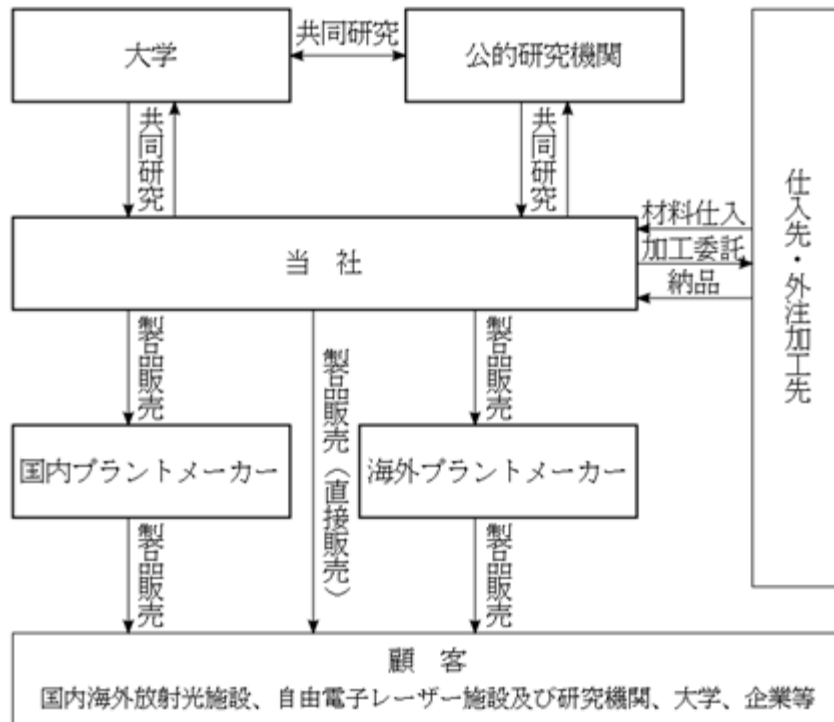 大学
共同研究
公的研究機関
共同研究
共同研究
仕入先・外注加工先
材料仕入
加工委託
納品
当 社
製品販売
製品販売(直接販売)
製品販売
国内プラントメーカー
海外プラントメーカー
製品販売
製品販売
顧 客
国内海外放射光施設、自由電子レーザー施設及び研究機関、大学、企業等